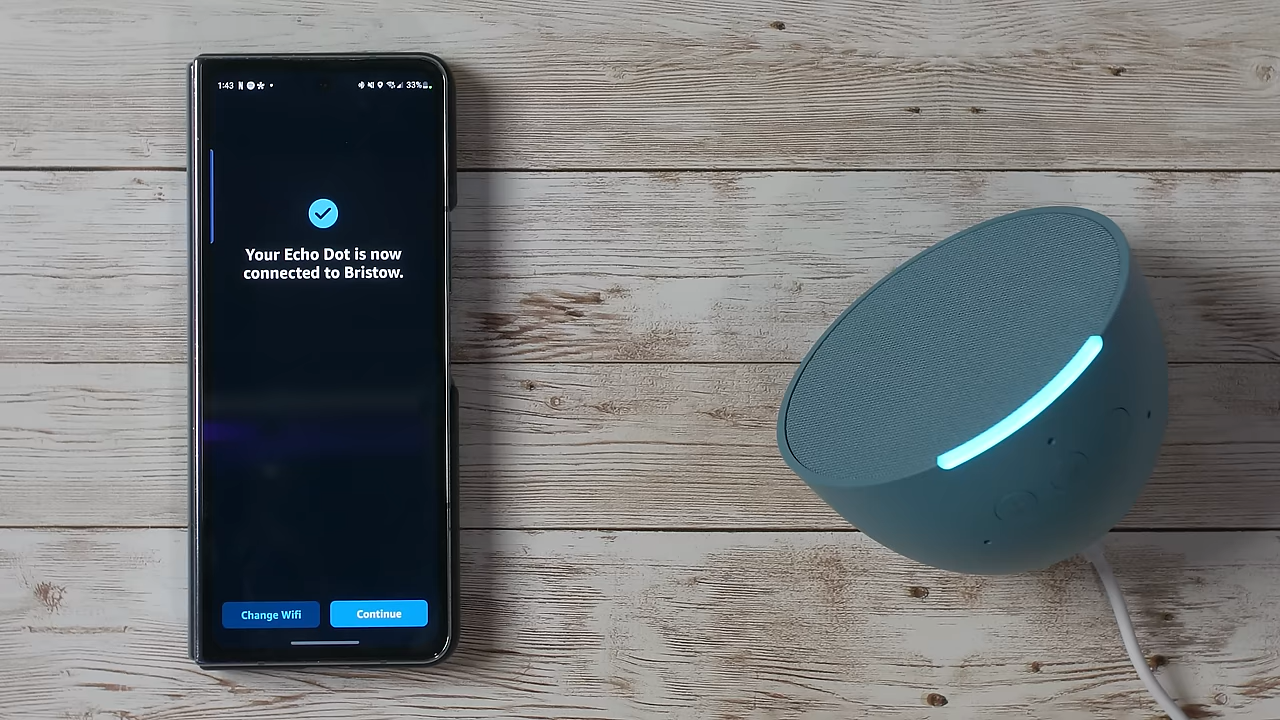 1:43
33%
Your Echo Dot is now
connected to Bristow.
Change Wifi
Continue